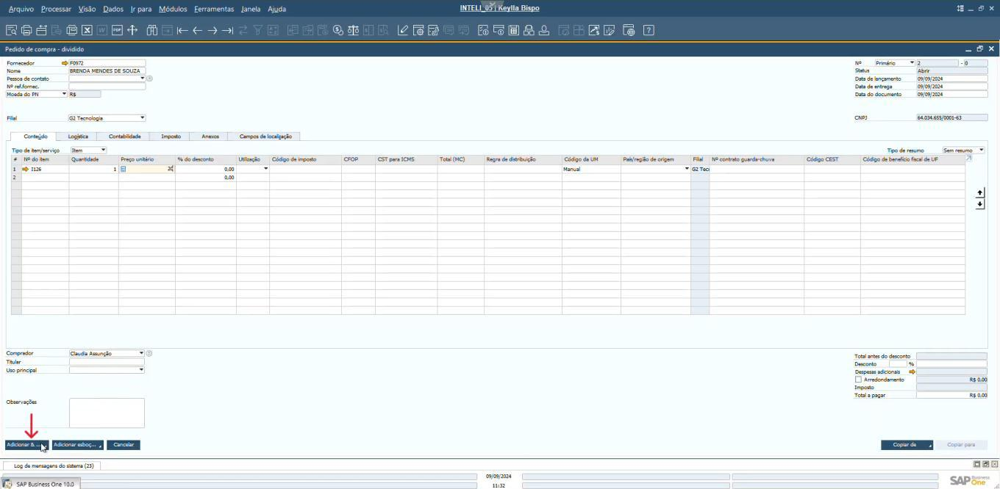 Arquivo Processar Visão Dados Ir para Módulos Ferramentas Janela Ajuda INTELI_05 | Keylla Bispo
Pedido de compra - dividido
Fornecedor F0972 Nº Primário 2 - 0
Nome BRENDA MENDES DE SOUZA Status Abrir
Pessoa de contato Data de lançamento 09/09/2024
Nº ref.fornec. Data de entrega 09/09/2024
Moeda do PN R$ Data do documento 09/09/2024
Filial G2 Tecnologia CNPJ 64.034.655/0001-63
Conteúdo Logística Contabilidade Imposto Anexos Campos de localização
Tipo de item/serviço Item Tipo de resumo Sem resumo
# Nº do item Quantidade Preço unitário % do desconto Utilização Código de imposto CFOP CST para ICMS Total (MC) Regra de distribuição Código da UM País/região de origem Filial Nº contrato guarda-chuva Código CEST Código de benefício fiscal de UF
1 I126 1 20 0,00 Manual G2 Tecn
2 0,00
Comprador Claudia Assunção Total antes do desconto
Titular Desconto %
Uso principal Despesas adicionais
Arredondamento R$ 0,00
Imposto
Total a pagar R$ 0,00
Observações
Adicionar & ... Adicionar esboç... Cancelar Copiar de Copiar para
Log de mensagens do sistema (23)
09/09/2024
11:32
SAP Business One 10.0
SAP Business One